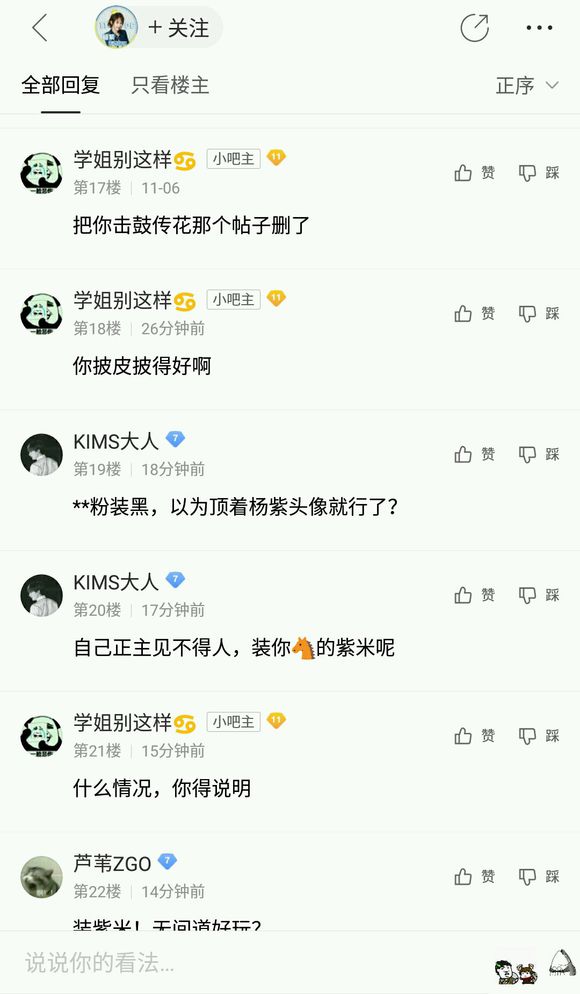 + 关注
全部回复 只看楼主 正序
学姐别这样 小吧主 11
第17楼 11-06
赞 踩
把你击鼓传花那个帖子删了
学姐别这样 小吧主 11
第18楼 26分钟前
赞 踩
你披皮披得好啊
KIMS大人 7
第19楼 18分钟前
赞 踩
**粉装黑，以为顶着杨紫头像就行了?
KIMS大人 7
第20楼 17分钟前
赞 踩
自己正主见不得人，装你🐴的紫米呢
学姐别这样 小吧主 11
第21楼 15分钟前
赞 踩
什么情况，你得说明
芦苇ZGO 7
第22楼 14分钟前
赞 踩
装紫米！无间道好玩?
说说你的看法...